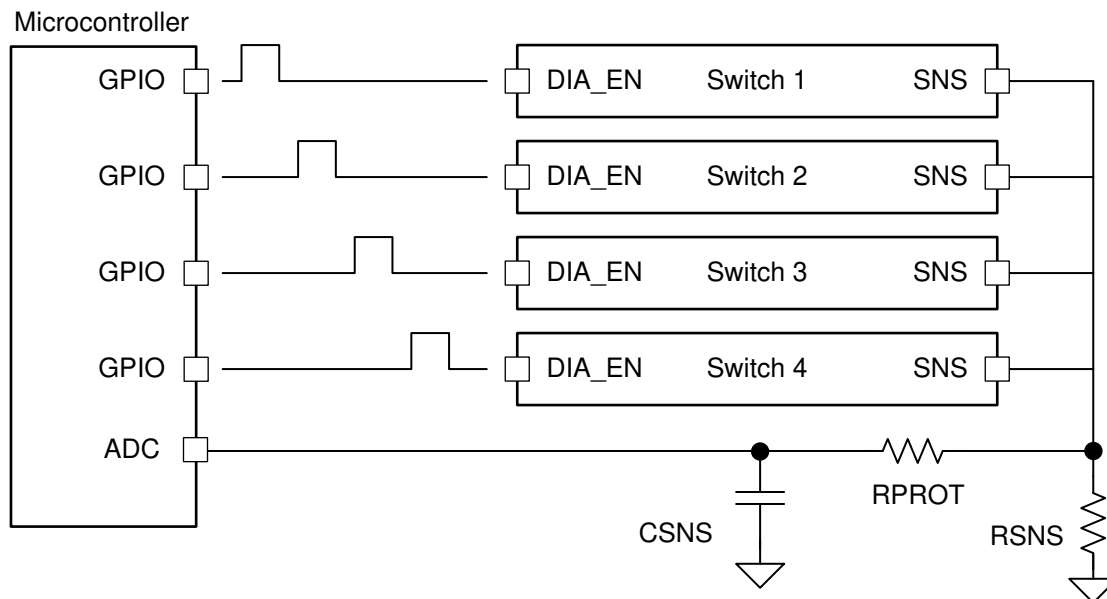 Microcontroller
GPIO DIA_EN Switch 1 SNS
GPIO DIA_EN Switch 2 SNS
GPIO DIA_EN Switch 3 SNS
GPIO DIA_EN Switch 4 SNS
ADC
RPROT
CSNS
RSNS